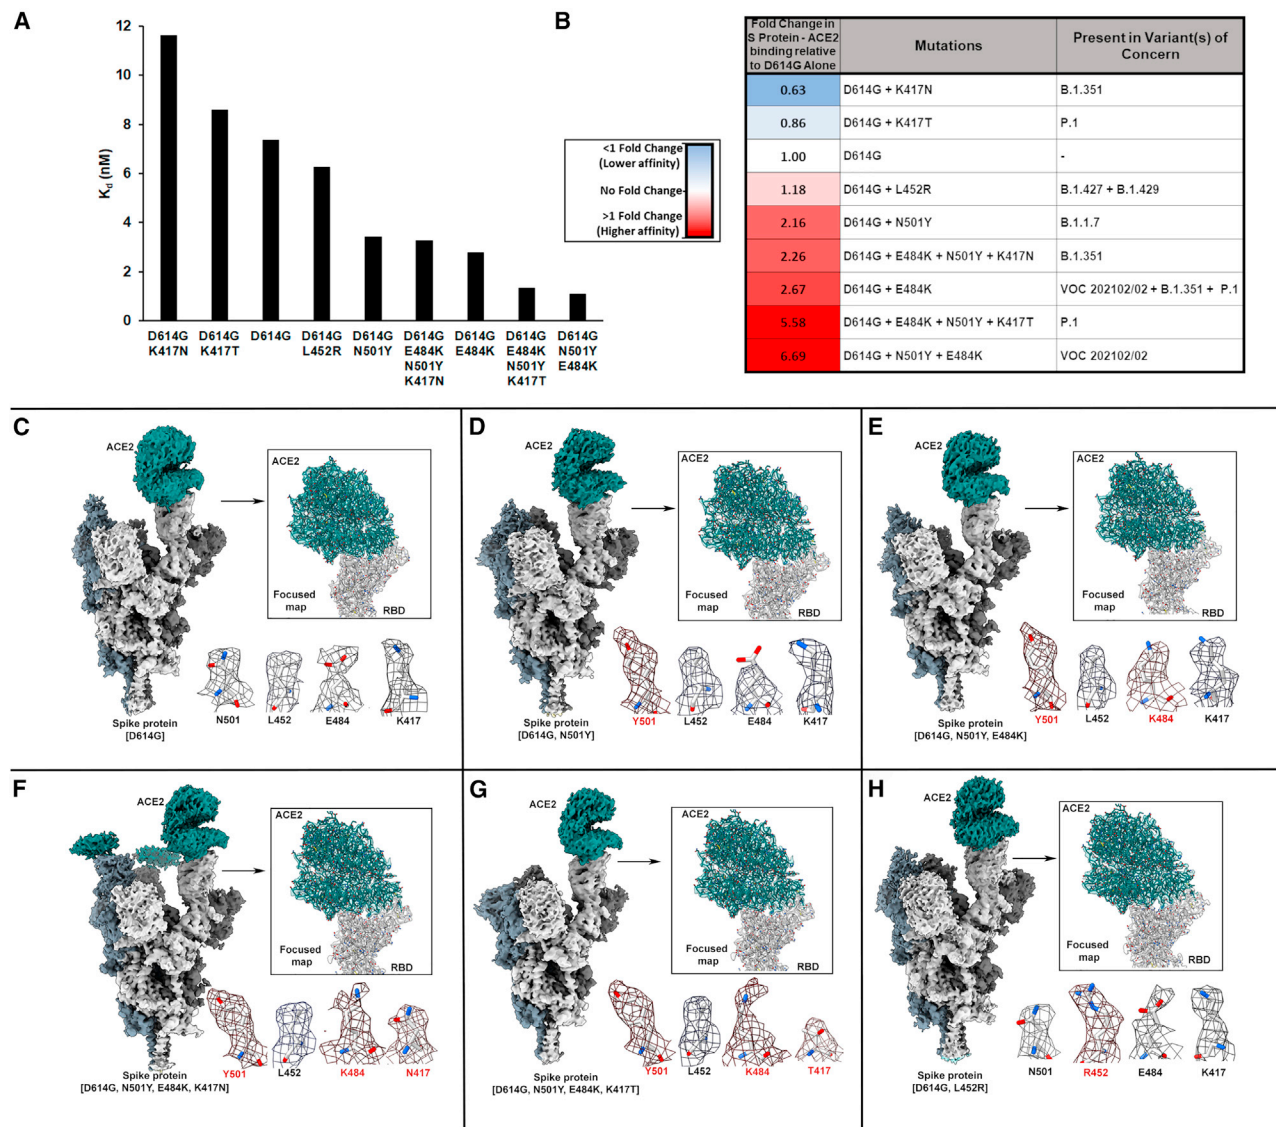 A
12
10
8
6
4
2
0
K_d (nM)
D614G
K417N
D614G
K417T
D614G
D614G
L452R
D614G
N501Y
D614G
E484K
N501Y
K417N
D614G
E484K
D614G
E484K
N501Y
K417T
D614G
N501Y
E484K
B
<1 Fold Change
(Lower affinity)
No Fold Change
>1 Fold Change
(Higher affinity)
Fold Change in
S Protein - ACE2
binding relative
to D614G Alone
Mutations
Present in Variant(s) of
Concern
0.63 D614G + K417N B.1.351
0.86 D614G + K417T P.1
1.00 D614G -
1.18 D614G + L452R B.1.427 + B.1.429
2.16 D614G + N501Y B.1.1.7
2.26 D614G + E484K + N501Y + K417N B.1.351
2.67 D614G + E484K VOC 202102/02 + B.1.351 + P.1
5.58 D614G + E484K + N501Y + K417T P.1
6.69 D614G + N501Y + E484K VOC 202102/02
C
ACE2
ACE2
Focused
map
RBD
N501 L452 E484 K417
Spike protein
[D614G]
D
ACE2
ACE2
Focused
map
RBD
Y501 L452 E484 K417
Spike protein
[D614G, N501Y]
E
ACE2
ACE2
Focused
map
RBD
Y501 L452 K484 K417
Spike protein
[D614G, N501Y, E484K]
F
ACE2
ACE2
Focused
map
RBD
Y501 L452 K484 N417
Spike protein
[D614G, N501Y, E484K, K417N]
G
ACE2
ACE2
Focused
map
RBD
Y501 L452 K484 T417
Spike protein
[D614G, N501Y, E484K, K417T]
H
ACE2
ACE2
Focused
map
RBD
N501 R452 E484 K417
Spike protein
[D614G, L452R]